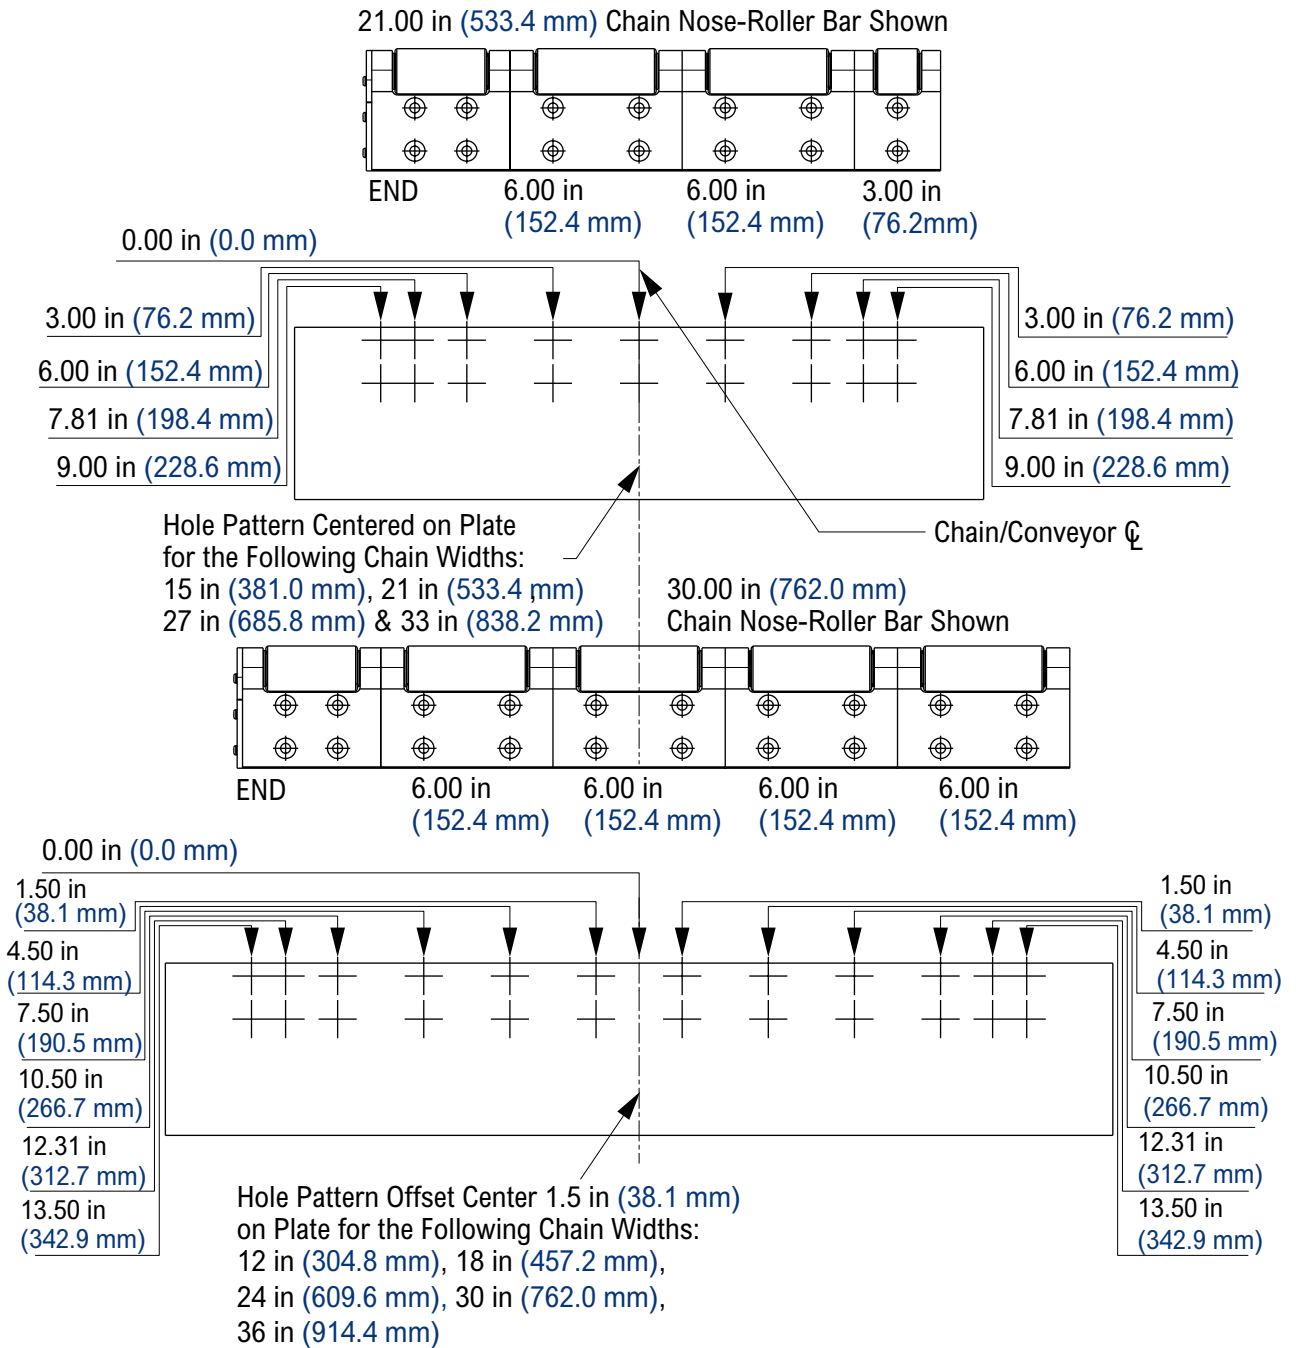 21.00 in (533.4 mm) Chain Nose-Roller Bar Shown
END
6.00 in
(152.4 mm)
6.00 in
(152.4 mm)
3.00 in
(76.2mm)
0.00 in (0.0 mm)
3.00 in (76.2 mm)
6.00 in (152.4 mm)
7.81 in (198.4 mm)
9.00 in (228.6 mm)
3.00 in (76.2 mm)
6.00 in (152.4 mm)
7.81 in (198.4 mm)
9.00 in (228.6 mm)
Hole Pattern Centered on Plate
for the Following Chain Widths:
15 in (381.0 mm), 21 in (533.4 mm),
27 in (685.8 mm) & 33 in (838.2 mm)
Chain/Conveyor ℄
30.00 in (762.0 mm)
Chain Nose-Roller Bar Shown
END
6.00 in
(152.4 mm)
6.00 in
(152.4 mm)
6.00 in
(152.4 mm)
6.00 in
(152.4 mm)
0.00 in (0.0 mm)
1.50 in
(38.1 mm)
4.50 in
(114.3 mm)
7.50 in
(190.5 mm)
10.50 in
(266.7 mm)
12.31 in
(312.7 mm)
13.50 in
(342.9 mm)
1.50 in
(38.1 mm)
4.50 in
(114.3 mm)
7.50 in
(190.5 mm)
10.50 in
(266.7 mm)
12.31 in
(312.7 mm)
13.50 in
(342.9 mm)
Hole Pattern Offset Center 1.5 in (38.1 mm)
on Plate for the Following Chain Widths:
12 in (304.8 mm), 18 in (457.2 mm),
24 in (609.6 mm), 30 in (762.0 mm),
36 in (914.4 mm)